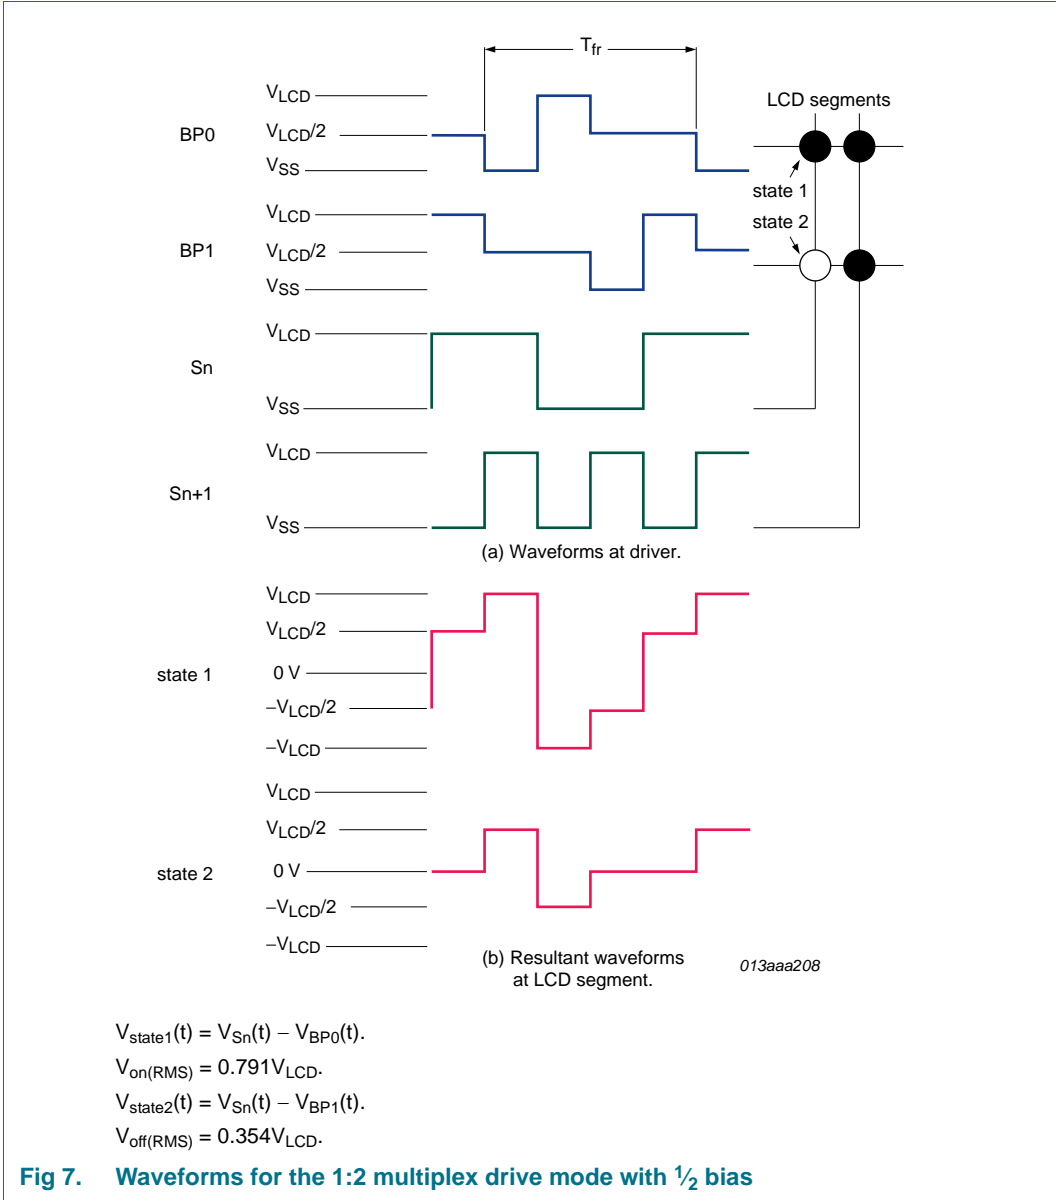 Tfr
VLCD
BP0
VLCD/2
VSS
LCD segments
state 1
state 2
VLCD
BP1
VLCD/2
VSS
VLCD
Sn
VSS
VLCD
Sn+1
VSS
(a) Waveforms at driver.
VLCD
VLCD/2
state 1
0 V
−VLCD/2
−VLCD
VLCD
VLCD/2
state 2
0 V
−VLCD/2
−VLCD
(b) Resultant waveforms
at LCD segment.
013aaa208
Vstate1(t) = VSn(t) − VBP0(t).
Von(RMS) = 0.791VLCD.
Vstate2(t) = VSn(t) − VBP1(t).
Voff(RMS) = 0.354VLCD.
Fig 7. Waveforms for the 1:2 multiplex drive mode with 1⁄2 bias